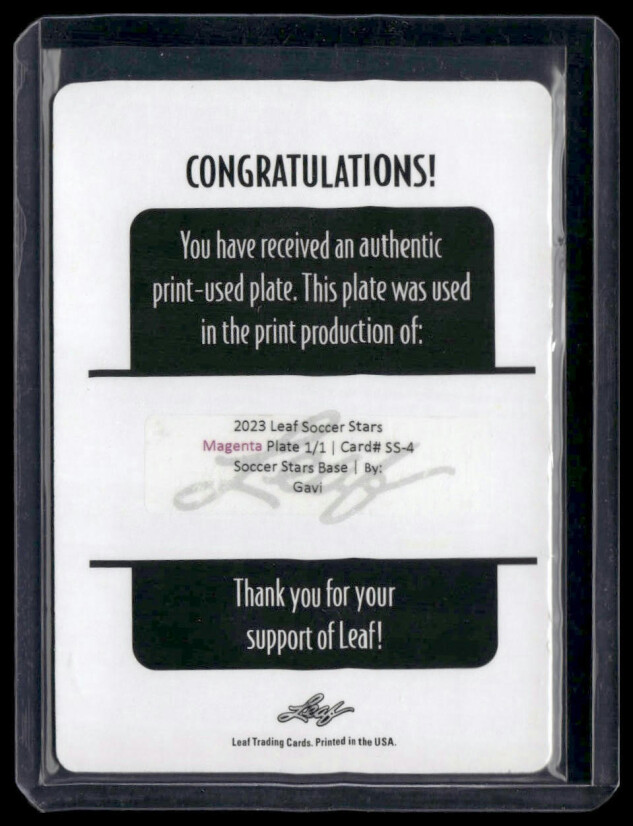 CONGRATULATIONS!
You have received an authentic
print-used plate. This plate was used
in the print production of:
2023 Leaf Soccer Stars
Magenta Plate 1/1 | Card# SS-4
Soccer Stars Base | By:
Gavi
Leaf
Thank you for your
support of Leaf!
Leaf
Leaf Trading Cards. Printed in the USA.